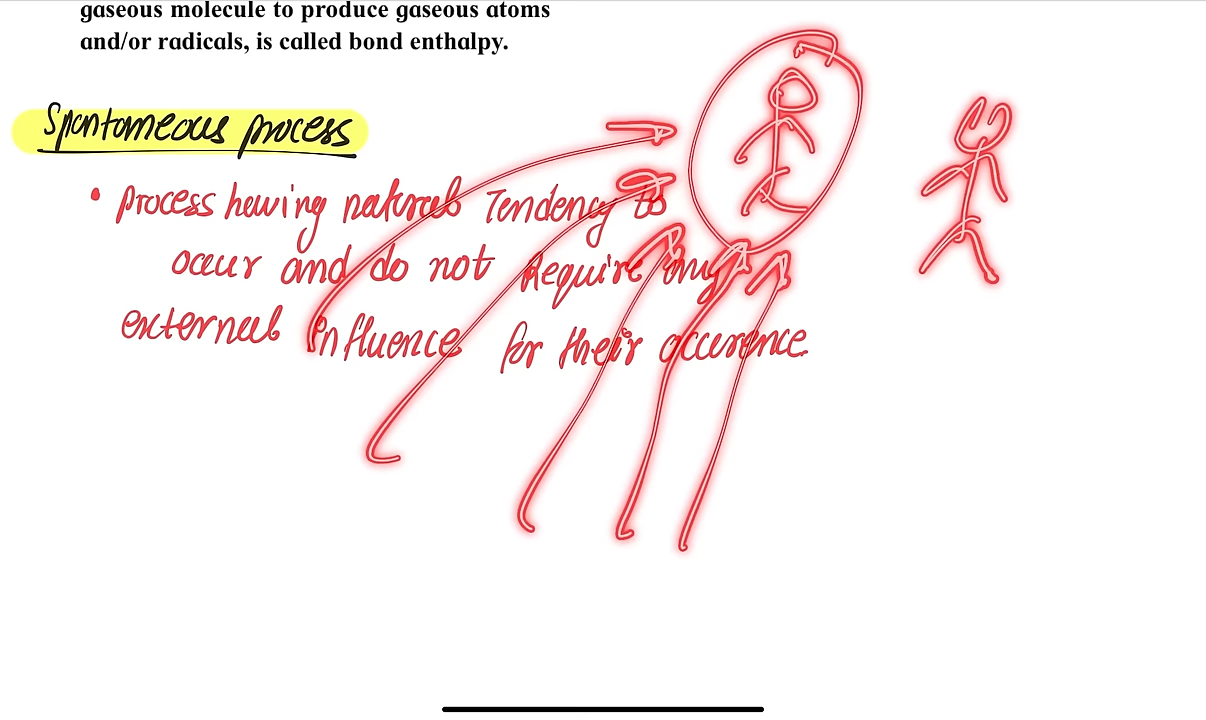 gaseous molecule to produce gaseous atoms
and/or radicals, is called bond enthalpy.
Spontaneous process
• process having natural Tendency to
occur and do not Require any
external influence for their occurence